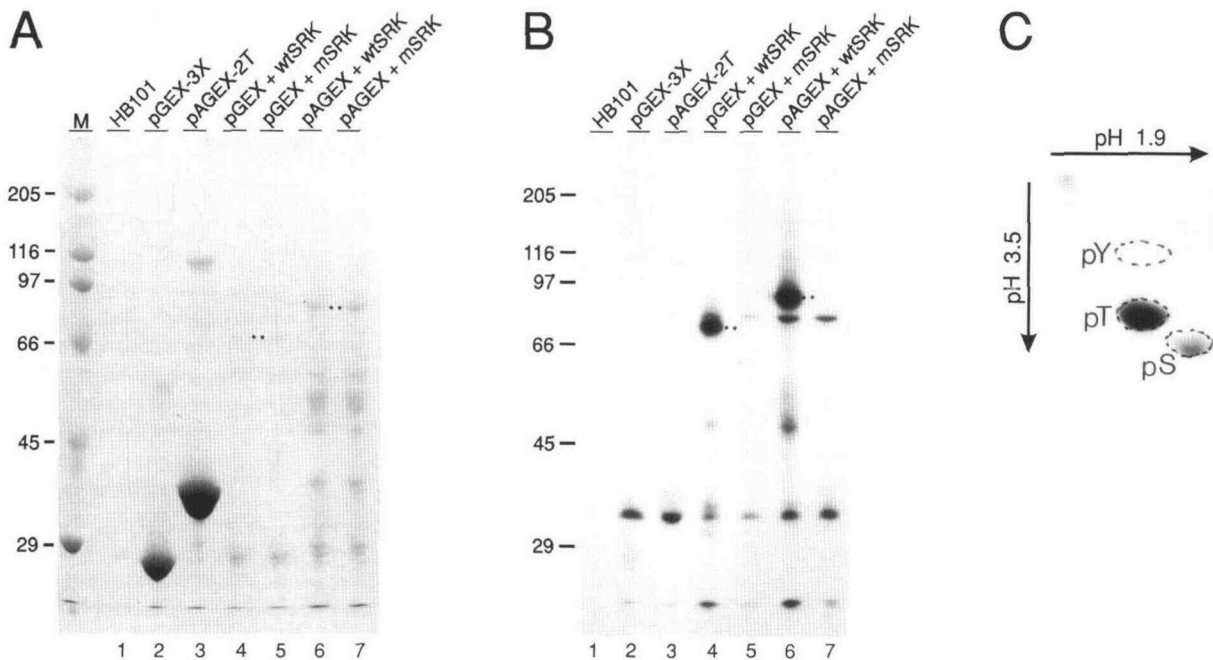 A
M
HB101
pGEX-3X
pAGEX-2T
pGEX + wtSRK
pGEX + mSRK
pAGEX + wtSRK
pAGEX + mSRK
205
116
97
66
45
29
1 2 3 4 5 6 7
B
HB101
pGEX-3X
pAGEX-2T
pGEX + wtSRK
pGEX + mSRK
pAGEX + wtSRK
pAGEX + mSRK
205
116
97
66
45
29
1 2 3 4 5 6 7
C
pH 1.9
pH 3.5
pY
pT
pS